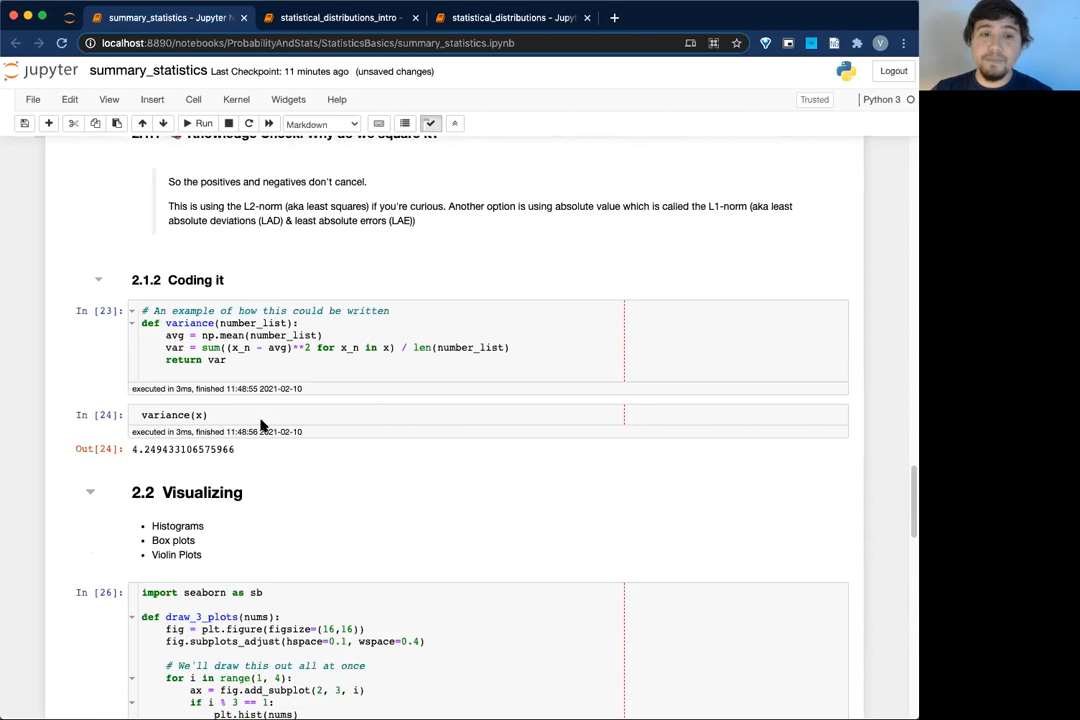 summary_statistics - Jupyter N
statistical_distributions_intro -
statistical_distributions - Jupyt
localhost:8890/notebooks/ProbabilityAndStats/StatisticsBasics/summary_statistics.ipynb
V
jupyter summary_statistics Last Checkpoint: 11 minutes ago (unsaved changes)
Logout
File Edit View Insert Cell Kernel Widgets Help
Trusted Python 3
Run Markdown
Knowledge Check: Why do we square it?
So the positives and negatives don't cancel.
This is using the L2-norm (aka least squares) if you're curious. Another option is using absolute value which is called the L1-norm (aka least
absolute deviations (LAD) & least absolute errors (LAE))
2.1.2 Coding it
In [23]:
# An example of how this could be written
def variance(number_list):
avg = np.mean(number_list)
var = sum((x_n - avg)**2 for x_n in x) / len(number_list)
return var
executed in 3ms, finished 11:48:55 2021-02-10
In [24]: variance(x)
executed in 3ms, finished 11:48:56 2021-02-10
Out[24]: 4.249433106575966
2.2 Visualizing
• Histograms
• Box plots
• Violin Plots
In [26]: import seaborn as sb
def draw_3_plots(nums):
fig = plt.figure(figsize=(16,16))
fig.subplots_adjust(hspace=0.1, wspace=0.4)
# We'll draw this out all at once
for i in range(1, 4):
ax = fig.add_subplot(2, 3, i)
if i % 3 == 1:
plt.hist(nums)